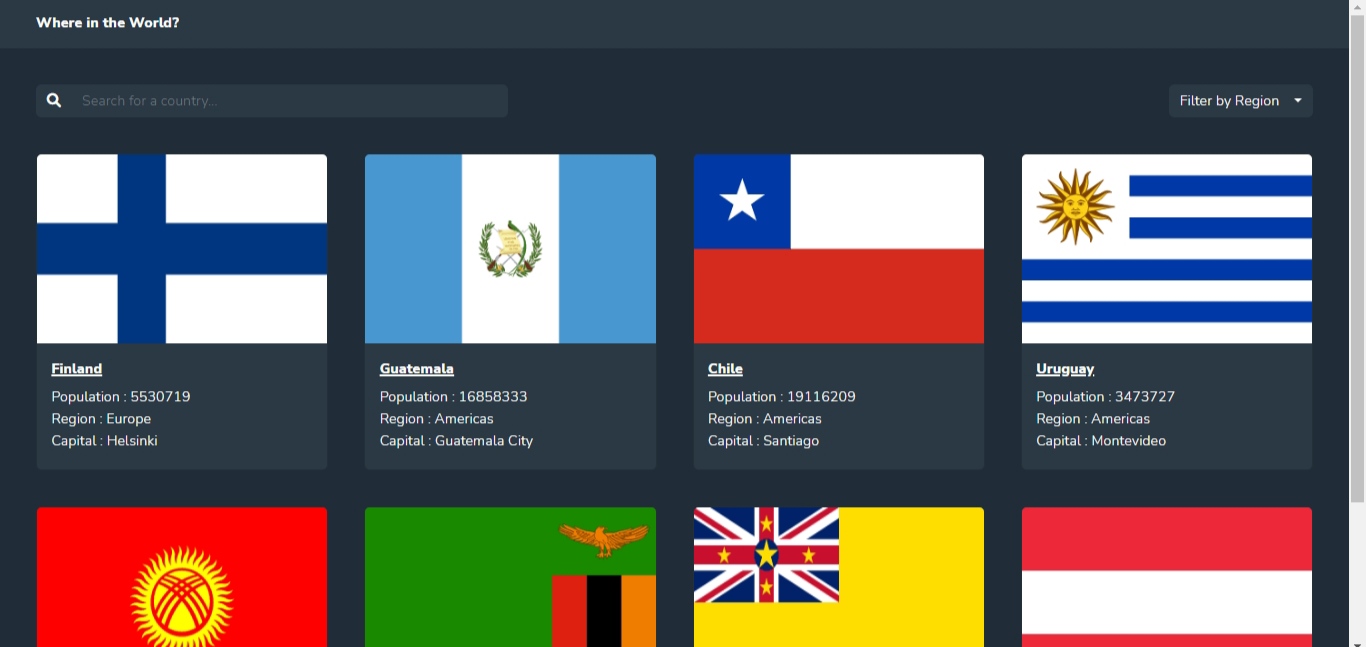 Where in the World?
Search for a country...
Filter by Region
Finland
Population : 5530719
Region : Europe
Capital : Helsinki
Guatemala
Population : 16858333
Region : Americas
Capital : Guatemala City
Chile
Population : 19116209
Region : Americas
Capital : Santiago
Uruguay
Population : 3473727
Region : Americas
Capital : Montevideo